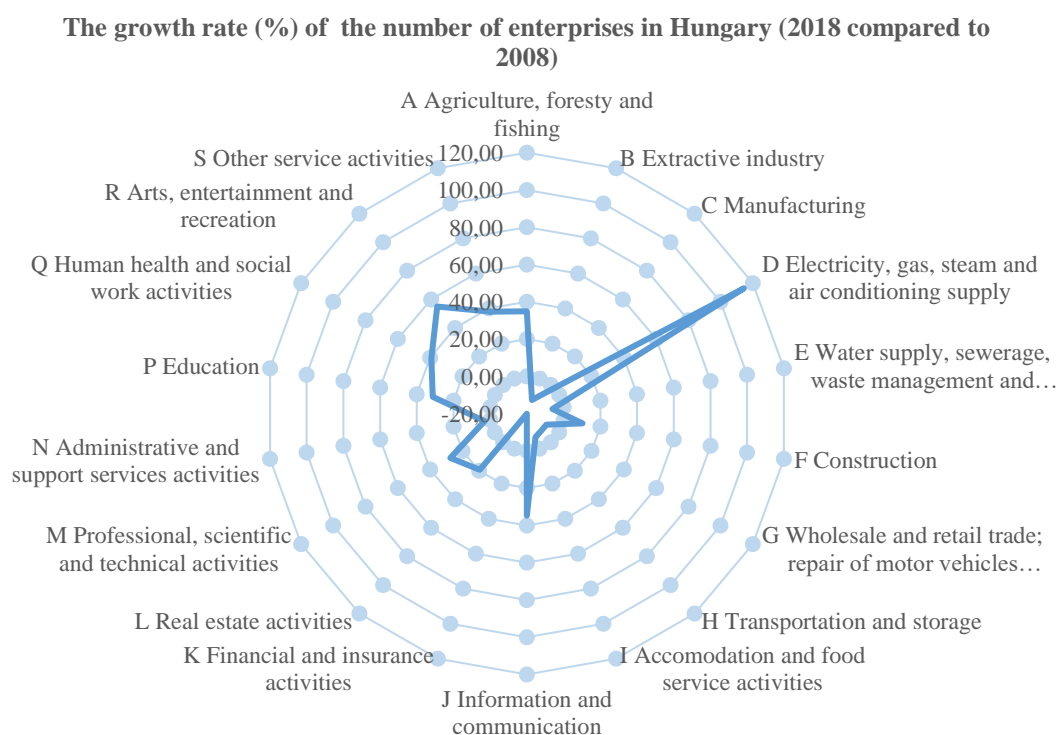 The growth rate (%) of  the number of enterprises in Hungary (2018 compared to
2008)
A Agriculture, foresty and
fishing
B Extractive industry
C Manufacturing
D Electricity, gas, steam and
air conditioning supply
E Water supply, sewerage,
waste management and…
F Construction
G Wholesale and retail trade;
repair of motor vehicles…
H Transportation and storage
I Accomodation and food
service activities
J Information and
communication
K Financial and insurance
activities
L Real estate activities
M Professional, scientific
and technical activities
N Administrative and
support services activities
P Education
Q Human health and social
work activities
R Arts, entertainment and
recreation
S Other service activities
120,00
100,00
80,00
60,00
40,00
20,00
0,00
-20,00